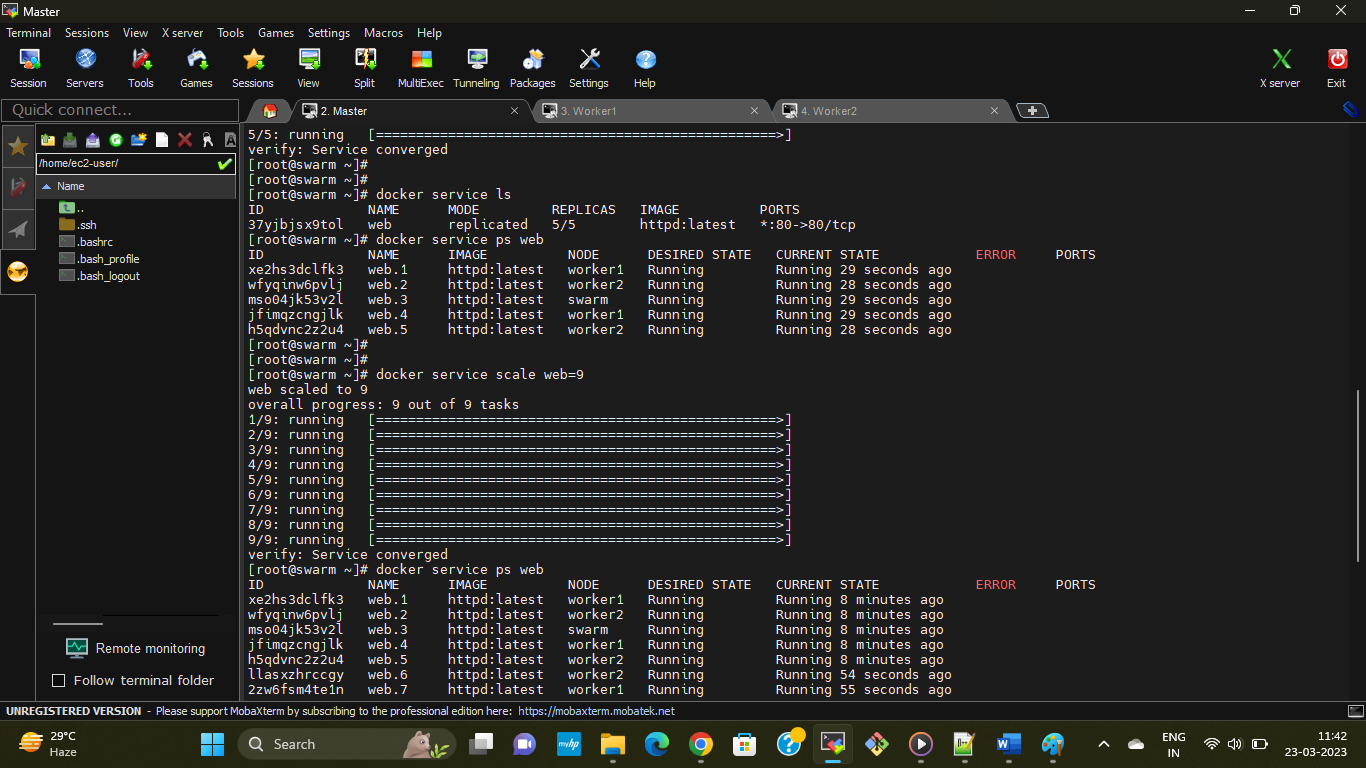 Master
Terminal Sessions View X server Tools Games Settings Macros Help
Session Servers Tools Games Sessions View Split MultiExec Tunneling Packages Settings Help X server Exit
Quick connect...
2. Master
3. Worker1
4. Worker2
/home/ec2-user/
Name
..
.ssh
.bashrc
.bash_profile
.bash_logout
Remote monitoring
Follow terminal folder
5/5: running   [==================================================>]
verify: Service converged
[root@swarm ~]#
[root@swarm ~]#
[root@swarm ~]# docker service ls
ID             NAME      MODE         REPLICAS   IMAGE          PORTS
37yjbjsx9tol   web       replicated   5/5        httpd:latest   *:80->80/tcp
[root@swarm ~]# docker service ps web
ID             NAME      IMAGE          NODE      DESIRED STATE   CURRENT STATE            ERROR     PORTS
xe2hs3dclfk3   web.1     httpd:latest   worker1   Running         Running 29 seconds ago
wfyqinw6pvlj   web.2     httpd:latest   worker2   Running         Running 28 seconds ago
mso04jk53v2l   web.3     httpd:latest   swarm     Running         Running 29 seconds ago
jfimqzcngjlk   web.4     httpd:latest   worker1   Running         Running 29 seconds ago
h5qdvnc2z2u4   web.5     httpd:latest   worker2   Running         Running 28 seconds ago
[root@swarm ~]#
[root@swarm ~]#
[root@swarm ~]# docker service scale web=9
web scaled to 9
overall progress: 9 out of 9 tasks
1/9: running   [==================================================>]
2/9: running   [==================================================>]
3/9: running   [==================================================>]
4/9: running   [==================================================>]
5/9: running   [==================================================>]
6/9: running   [==================================================>]
7/9: running   [==================================================>]
8/9: running   [==================================================>]
9/9: running   [==================================================>]
verify: Service converged
[root@swarm ~]# docker service ps web
ID             NAME      IMAGE          NODE      DESIRED STATE   CURRENT STATE            ERROR     PORTS
xe2hs3dclfk3   web.1     httpd:latest   worker1   Running         Running 8 minutes ago
wfyqinw6pvlj   web.2     httpd:latest   worker2   Running         Running 8 minutes ago
mso04jk53v2l   web.3     httpd:latest   swarm     Running         Running 8 minutes ago
jfimqzcngjlk   web.4     httpd:latest   worker1   Running         Running 8 minutes ago
h5qdvnc2z2u4   web.5     httpd:latest   worker2   Running         Running 8 minutes ago
llasxzhrccgy   web.6     httpd:latest   worker2   Running         Running 54 seconds ago
2zw6fsm4te1n   web.7     httpd:latest   worker1   Running         Running 55 seconds ago
UNREGISTERED VERSION - Please support MobaXterm by subscribing to the professional edition here: https://mobaxterm.mobatek.net
29°C
Haze
Search
myhp
ENG
IN
11:42
23-03-2023